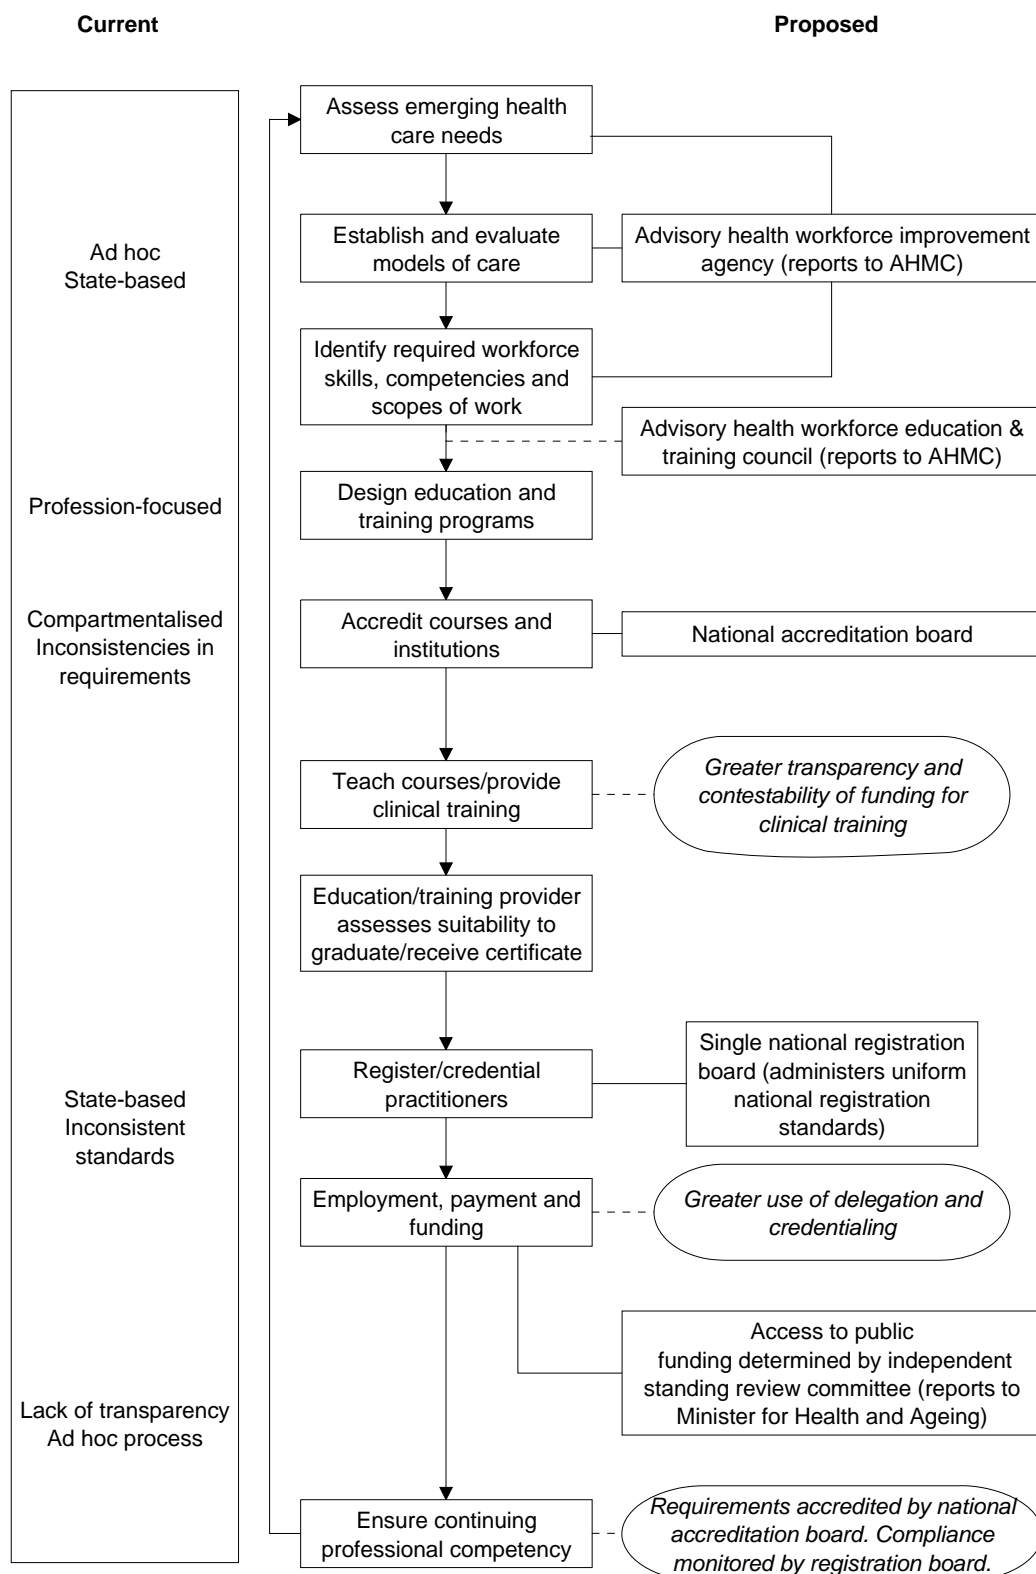 Current
Proposed
Assess emerging health
care needs
Ad hoc
State-based
Establish and evaluate
models of care
Advisory health workforce improvement
agency (reports to AHMC)
Identify required workforce
skills, competencies and
scopes of work
Advisory health workforce education &
training council (reports to AHMC)
Profession-focused
Design education and
training programs
Compartmentalised
Inconsistencies in
requirements
Accredit courses and
institutions
National accreditation board
Teach courses/provide
clinical training
Greater transparency and
contestability of funding for
clinical training
Education/training provider
assesses suitability to
graduate/receive certificate
State-based
Inconsistent
standards
Register/credential
practitioners
Single national registration
board (administers uniform
national registration
standards)
Employment, payment and
funding
Greater use of delegation and
credentialing
Access to public
funding determined by independent
standing review committee (reports to
Minister for Health and Ageing)
Lack of transparency
Ad hoc process
Ensure continuing
professional competency
Requirements accredited by national
accreditation board. Compliance
monitored by registration board.